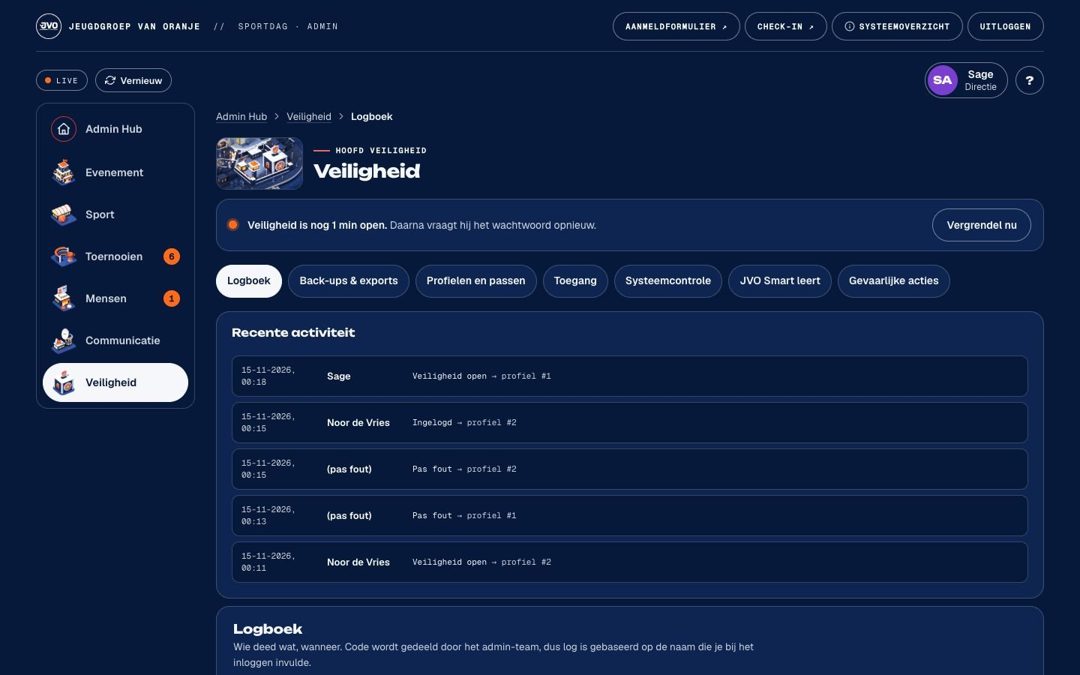 JVO JEUGDGROEP VAN ORANJE // SPORTDAG · ADMIN
AANMELDFORMULIER ↗ CHECK-IN ↗ SYSTEEMOVERZICHT UITLOGGEN
LIVE Vernieuw
SA Sage
Directie
?
Admin Hub
Evenement
Sport
Toernooien 6
Mensen 1
Communicatie
Veiligheid
Admin Hub > Veiligheid > Logboek
HOOFD VEILIGHEID
Veiligheid
Veiligheid is nog 1 min open. Daarna vraagt hij het wachtwoord opnieuw.
Vergrendel nu
Logboek Back-ups & exports Profielen en passen Toegang Systeemcontrole JVO Smart leert Gevaarlijke acties
Recente activiteit
15-11-2026,
00:18
Sage
Veiligheid open → profiel #1
15-11-2026,
00:15
Noor de Vries
Ingelogd → profiel #2
15-11-2026,
00:15
(pas fout)
Pas fout → profiel #2
15-11-2026,
00:13
(pas fout)
Pas fout → profiel #1
15-11-2026,
00:11
Noor de Vries
Veiligheid open → profiel #2
Logboek
Wie deed wat, wanneer. Code wordt gedeeld door het admin-team, dus log is gebaseerd op de naam die je bij het
inloggen invulde.